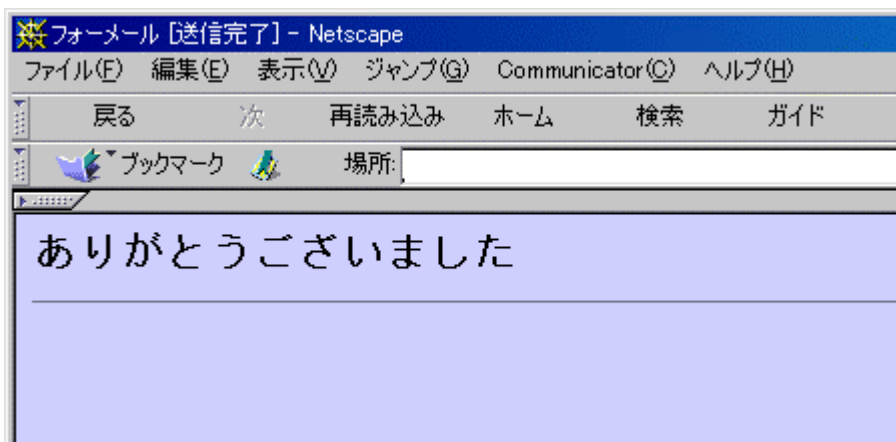 フォーメール [送信完了] - Netscape
ファイル(F) 編集(E) 表示(V) ジャンプ(G) Communicator(C) ヘルプ(H)
戻る 次 再読み込み ホーム 検索 ガイド
ブックマーク 場所:
ありがとうございました